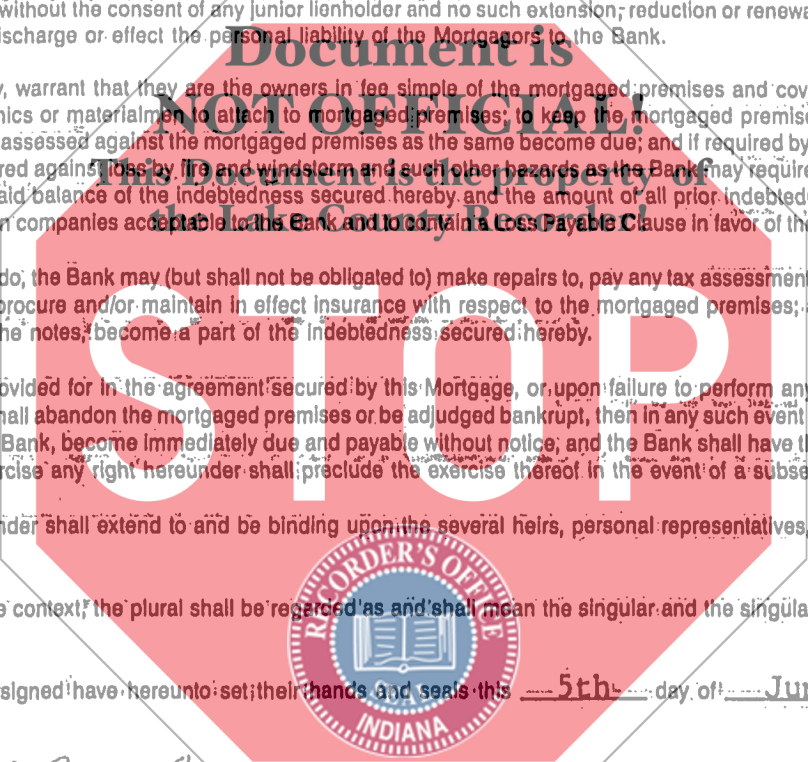 without the consent of any junior lienholder and no such extension, reduction or renewa
ischarge or effect the personal liability of the Mortgagors to the Bank.
Document is
, warrant that they are the owners in fee simple of the mortgaged premises and cov
NOT OFFICIAL!
nics or materialmen to attach to mortgaged premises; to keep the mortgaged premise
assessed against the mortgaged premises as the same become due; and if required by
This Document is the property of
red against loss by fire and windstorm and such other hazards as the Bank may require
aid balance of the indebtedness secured hereby and the amount of all prior indebted
the Lake County Recorder!
n companies acceptable to the Bank and to contain a Loss Payable Clause in favor of the
do, the Bank may (but shall not be obligated to) make repairs to, pay any tax assessmen
procure and/or maintain in effect insurance with respect to the mortgaged premises;
he notes, become a part of the indebtedness secured hereby.
STOP
ovided for in the agreement secured by this Mortgage, or upon failure to perform an
hall abandon the mortgaged premises or be adjudged bankrupt, then in any such event
Bank, become immediately due and payable without notice, and the Bank shall have t
rcise any right hereunder shall preclude the exercise thereof in the event of a subse
nder shall extend to and be binding upon the several heirs, personal representatives,
RECORDER'S OFFICE
e context, the plural shall be regarded as and shall mean the singular and the singula
signed have hereunto set their hands and seals this 5th day of Jun
SEAL
INDIANA